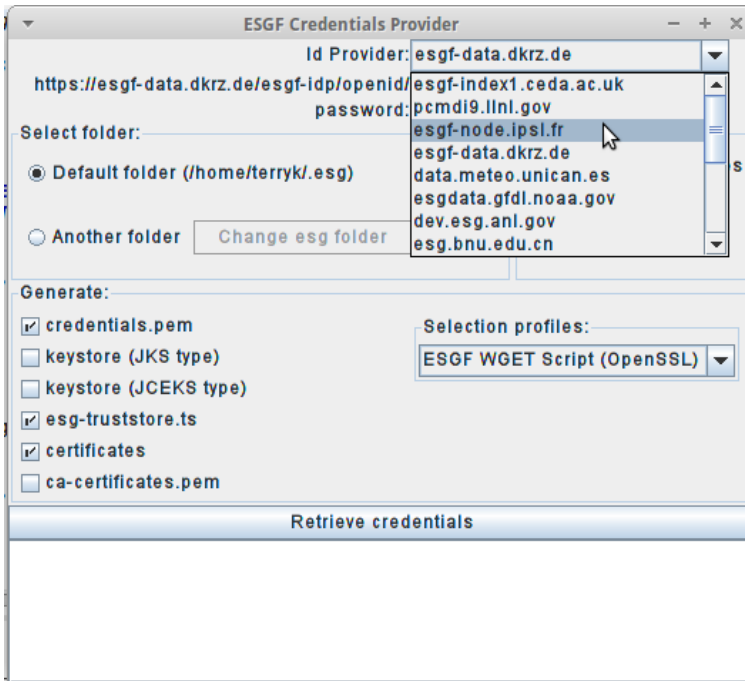 ESGF Credentials Provider
Id Provider: esgf-data.dkrz.de
https://esgf-data.dkrz.de/esgf-idp/openid/
password:
esgf-index1.ceda.ac.uk
pcmdi9.llnl.gov
esgf-node.ipsl.fr
esgf-data.dkrz.de
data.meteo.unican.es
esgdata.gfdl.noaa.gov
dev.esg.anl.gov
esg.bnu.edu.cn
Select folder:
Default folder (/home/terryk/.esg)
Another folder
Change esg folder
Generate:
credentials.pem
keystore (JKS type)
keystore (JCEKS type)
esg-truststore.ts
certificates
ca-certificates.pem
Selection profiles:
ESGF WGET Script (OpenSSL)
Retrieve credentials